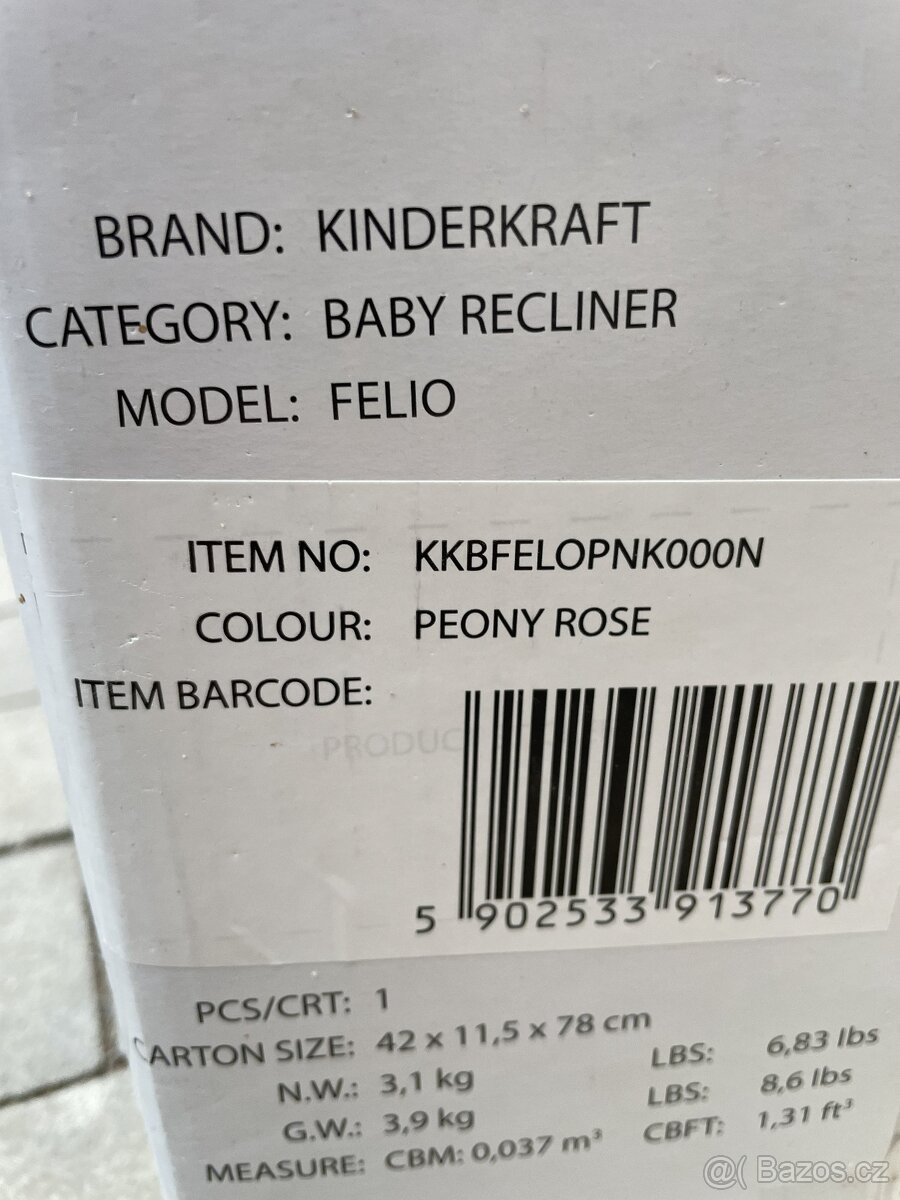 BRAND: KINDERKRAFT
CATEGORY: BABY RECLINER
MODEL: FELIO
ITEM NO: KKBFELOPNK000N
COLOUR: PEONY ROSE
ITEM BARCODE:
PRODUC
5 902533 913770
PCS/CRT: 1
CARTON SIZE: 42 x 11,5 x 78 cm
N.W.: 3,1 kg LBS: 6,83 lbs
G.W.: 3,9 kg LBS: 8,6 lbs
MEASURE: CBM: 0,037 m³ CBFT: 1,31 ft³
@( Bazos.cz